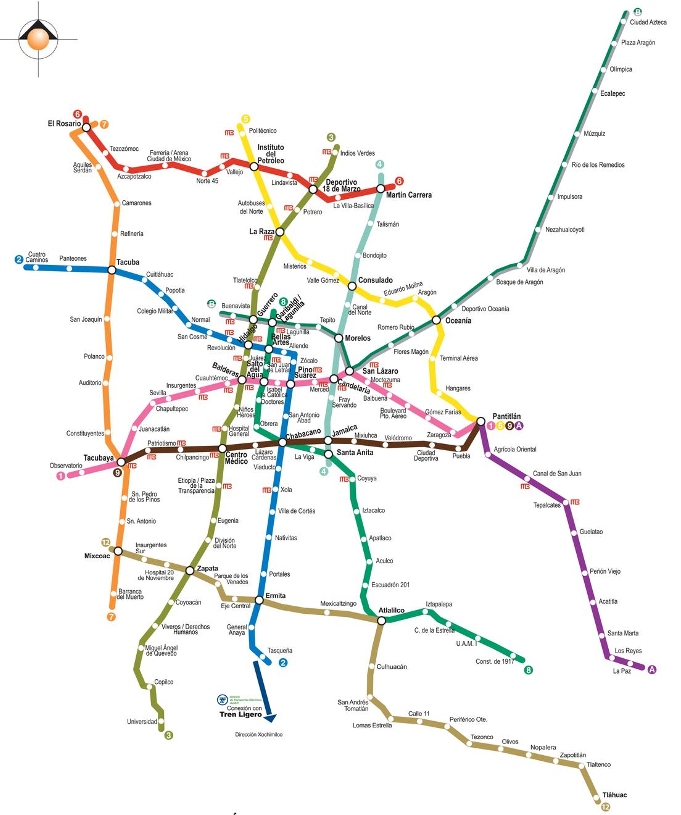 B
Ciudad Azteca
Plaza Aragón
Olímpica
Ecatepec
Múzquiz
Río de los Remedios
Impulsora
Nezahualcoyotl
Villa de Aragón
Bosque de Aragón
Deportivo Oceanía
Oceanía
Romero Rubio
Flores Magón
San Lázaro
6
7
El Rosario
Tezozómoc
Azcapotzalco
Ferrería / Arena
Ciudad de México
Norte 45
Vallejo
Aquiles
Serdán
Camarones
Refinería
5
Politécnico
Instituto
del
Petróleo
Lindavista
Autobuses
del Norte
La Raza
3
Indios Verdes
Deportivo
18 de Marzo
Potrero
La Villa-Basílica
4
6
Martín Carrera
Talismán
Bondojito
Misterios
Valle Gómez
Consulado
Eduardo Molina
Aragón
Canal
del Norte
Morelos
2
Cuatro
Caminos
Panteones
Tacuba
Cuitláhuac
Popotla
Colegio Militar
Normal
San Cosme
Revolución
Tlatelolco
B
Buenavista
Guerrero
8
Garibaldi /
Lagunilla
Lagunilla
Tepito
Hidalgo
Bellas
Artes
Allende
Zócalo
Juárez
San Juan
de Letrán
San Joaquín
Polanco
Auditorio
Constituyentes
Tacubaya
Observatorio
1
9
Juanacatlán
Chapultepec
Sevilla
Insurgentes
Cuauhtémoc
Balderas
Salto
del
Agua
Isabel
la Católica
Pino
Suárez
Merced
Candelaria
Moctezuma
Balbuena
Boulevard
Pto. Aéreo
Gómez Farías
Terminal Aérea
Hangares
Pantitlán
1
5
9
A
Zaragoza
Patriotismo
Chilpancingo
Centro
Médico
Niños
Héroes
Hospital
General
Doctores
Obrera
Lázaro
Cárdenas
San Antonio
Abad
Chabacano
Viaducto
La Viga
Fray
Servando
Jamaica
Santa Anita
4
Mixiuhca
Velódromo
Ciudad
Deportiva
Puebla
Agrícola Oriental
Canal de San Juan
Tepalcates
Guelatao
Peñón Viejo
Acatitla
Santa Marta
Los Reyes
La Paz
A
Sn. Pedro
de los Pinos
Sn. Antonio
12
Mixcoac
Barranca
del Muerto
7
Insurgentes
Sur
Hospital 20
de Noviembre
Etiopía / Plaza
de la
Transparencia
Eugenia
División
del Norte
Zapata
Parque de los
Venados
Eje Central
Xola
Villa de Cortés
Nativitas
Portales
Ermita
General
Anaya
Tasqueña
2
Coyoacán
Viveros / Derechos
Humanos
Miguel Ángel
de Quevedo
Copilco
Universidad
3
Conexión con
Tren Ligero
Dirección Xochimilco
Coyuya
Iztacalco
Apatlaco
Aculco
Escuadrón 201
Mexicaltzingo
Atlalilco
Iztapalapa
C. de la Estrella
U.A.M. I
Const. de 1917
8
Culhuacán
San Andrés
Tomatlán
Lomas Estrella
Calle 11
Periférico Ote.
Tezonco
Olivos
Nopalera
Zapotitlán
Tlaltenco
Tláhuac
12